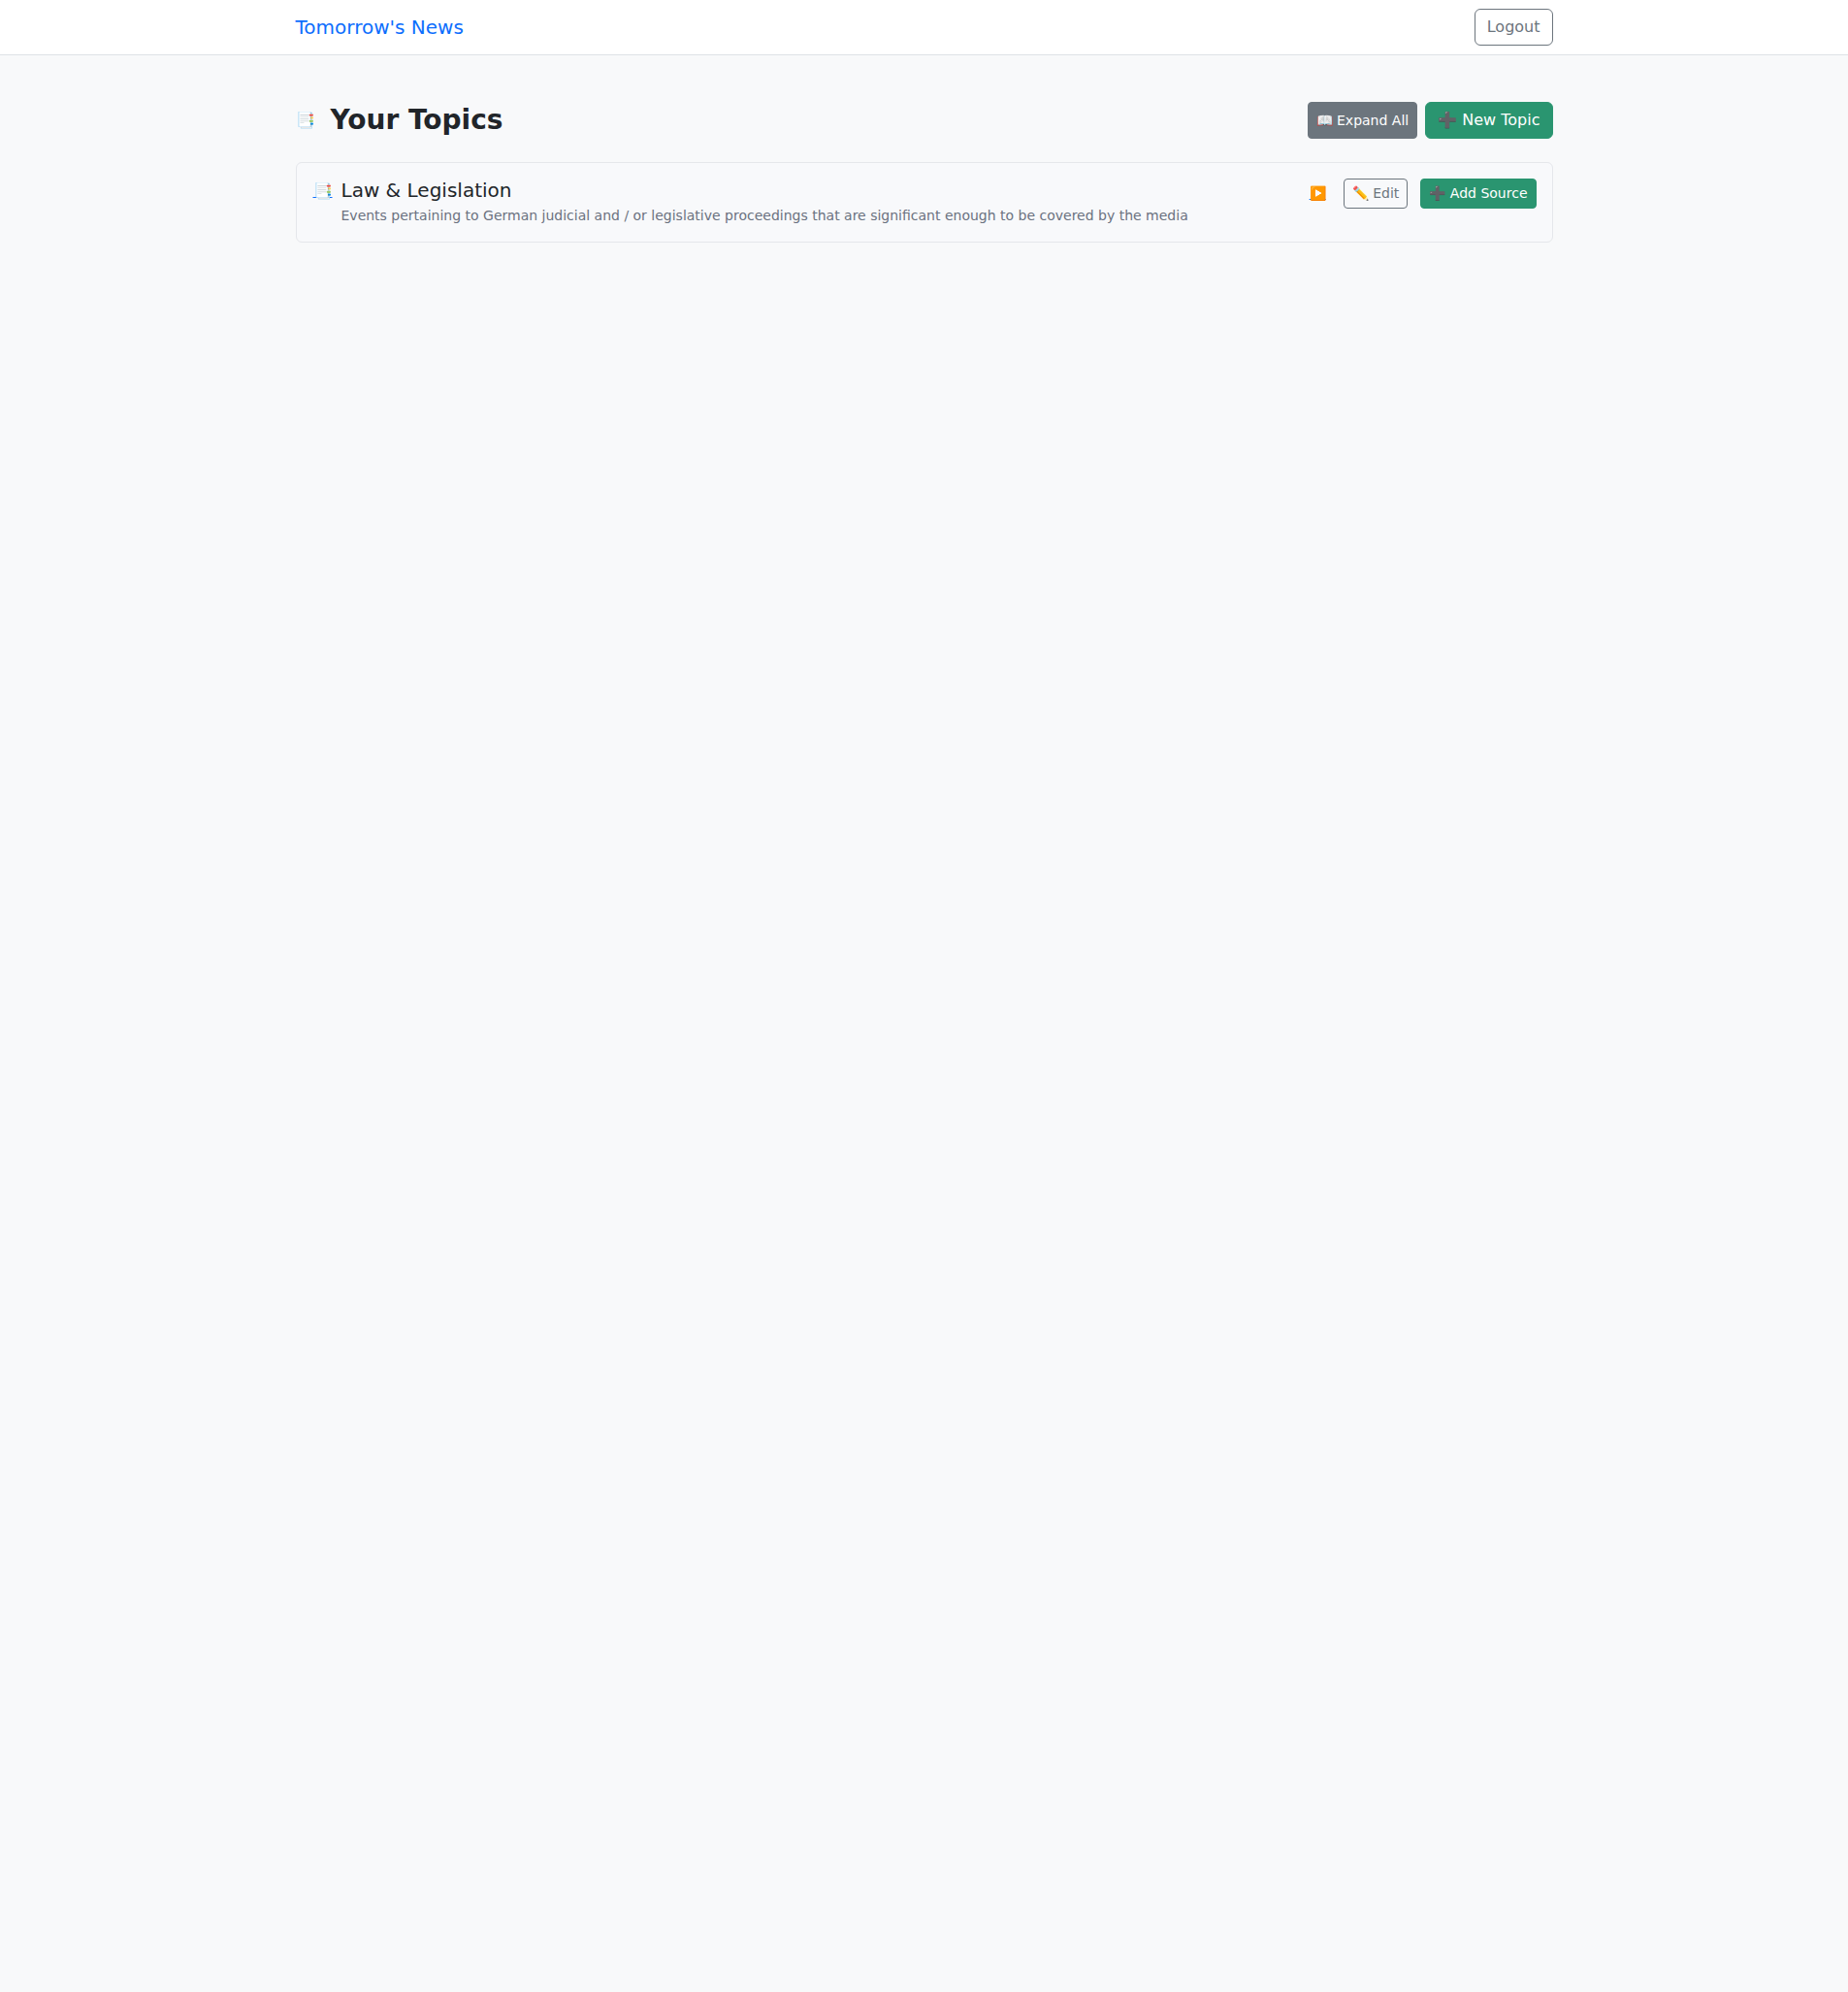 Tomorrow's News
Logout
Your Topics
Expand All
New Topic
Law & Legislation
Edit
Add Source
Events pertaining to German judicial and / or legislative proceedings that are significant enough to be covered by the media